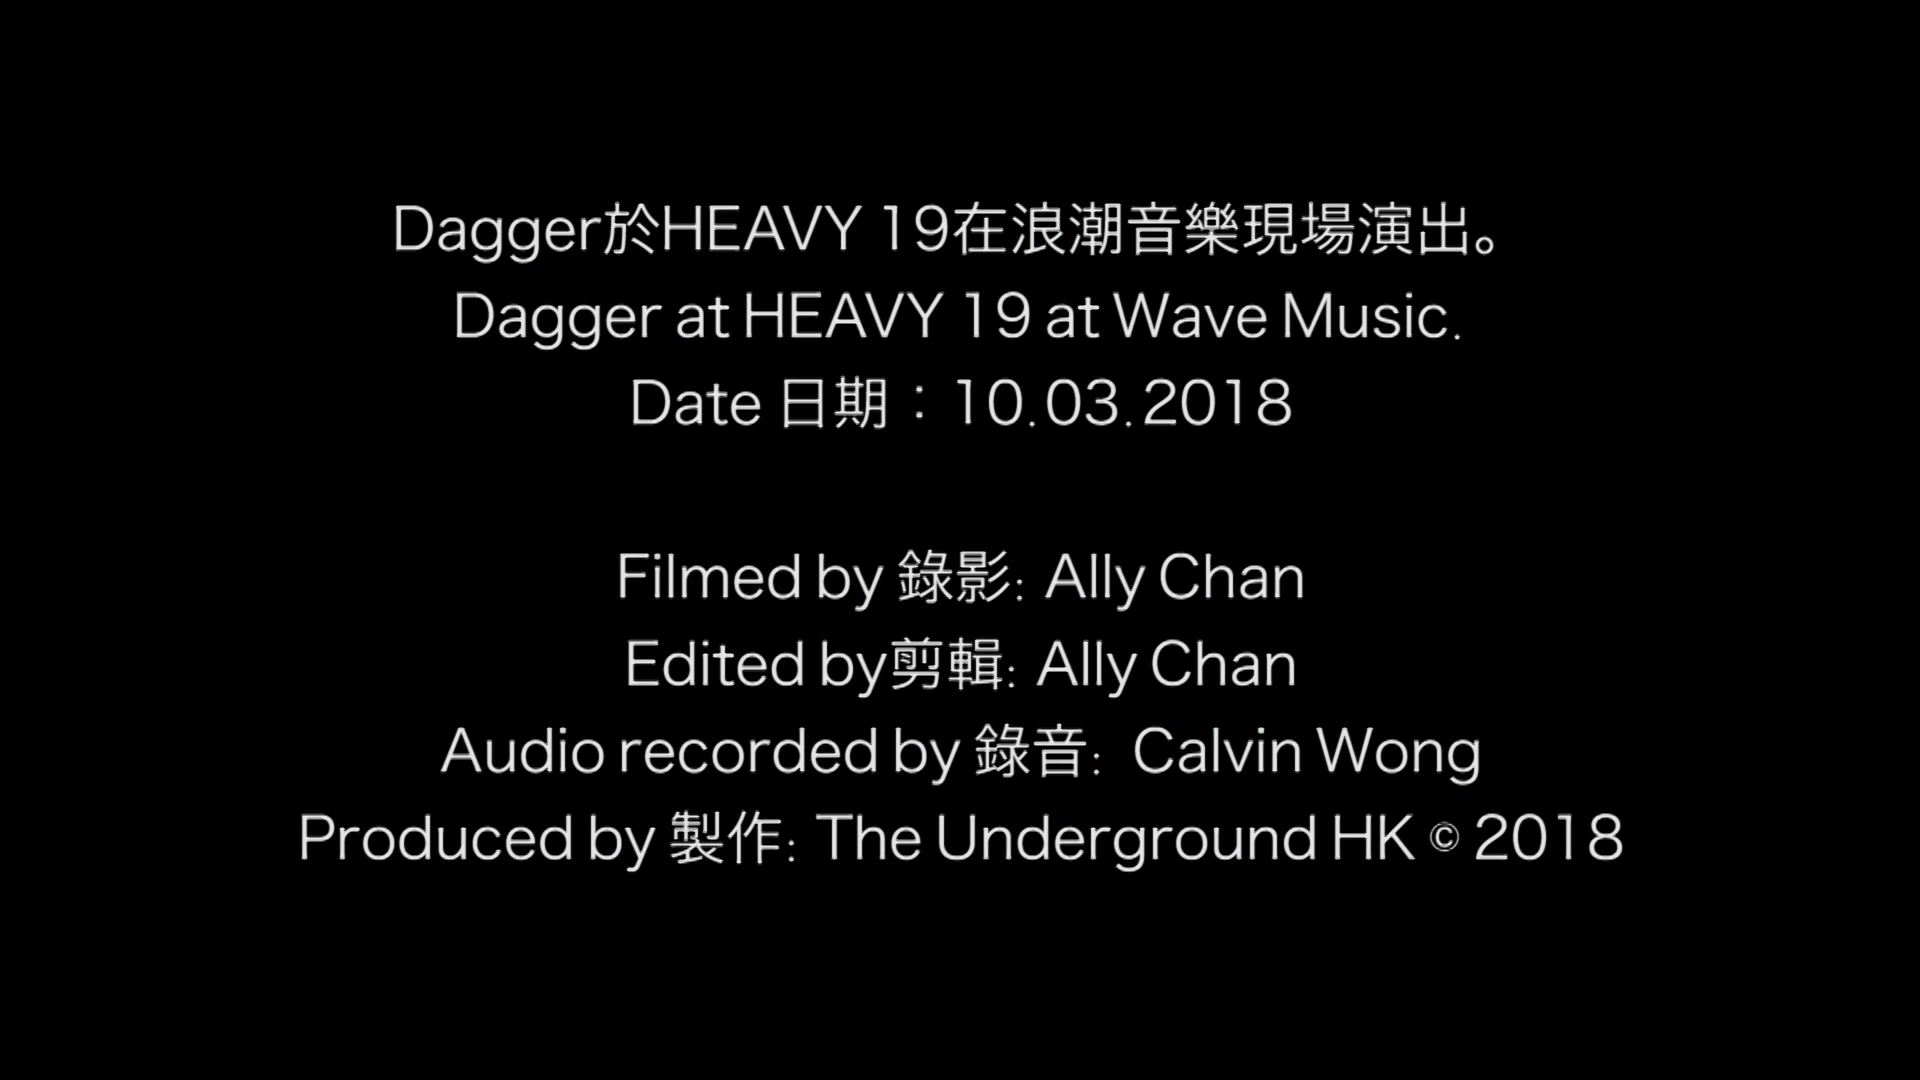 Dagger於HEAVY 19在浪潮音樂現場演出。
Dagger at HEAVY 19 at Wave Music.
Date 日期：10.03.2018
Filmed by 錄影: Ally Chan
Edited by剪輯: Ally Chan
Audio recorded by 錄音: Calvin Wong
Produced by 製作: The Underground HK © 2018